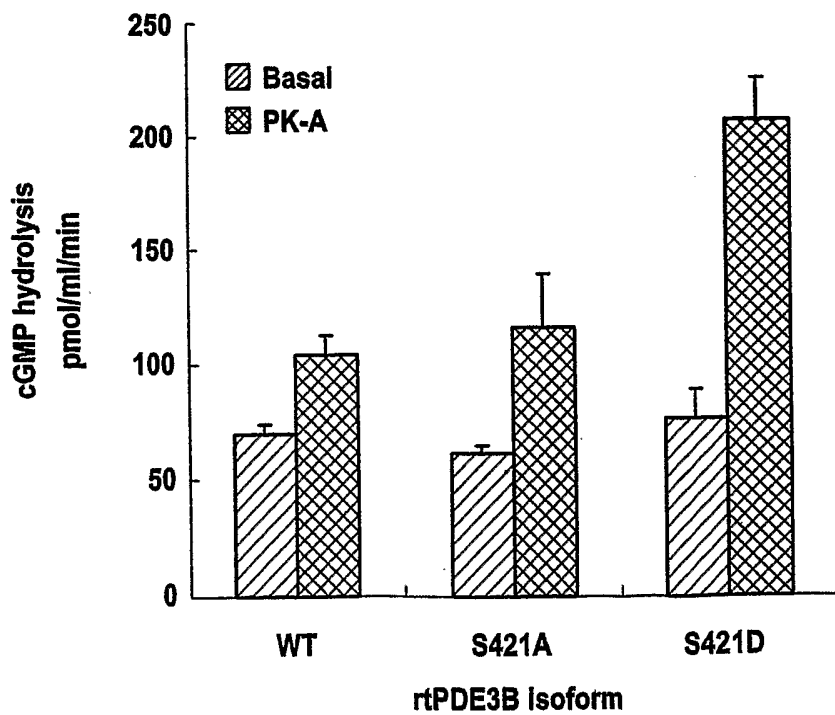 250
200
150
100
50
0
cGMP hydrolysis
pmol/ml/min
Basal
PK-A
WT
S421A
S421D
rtPDE3B isoform